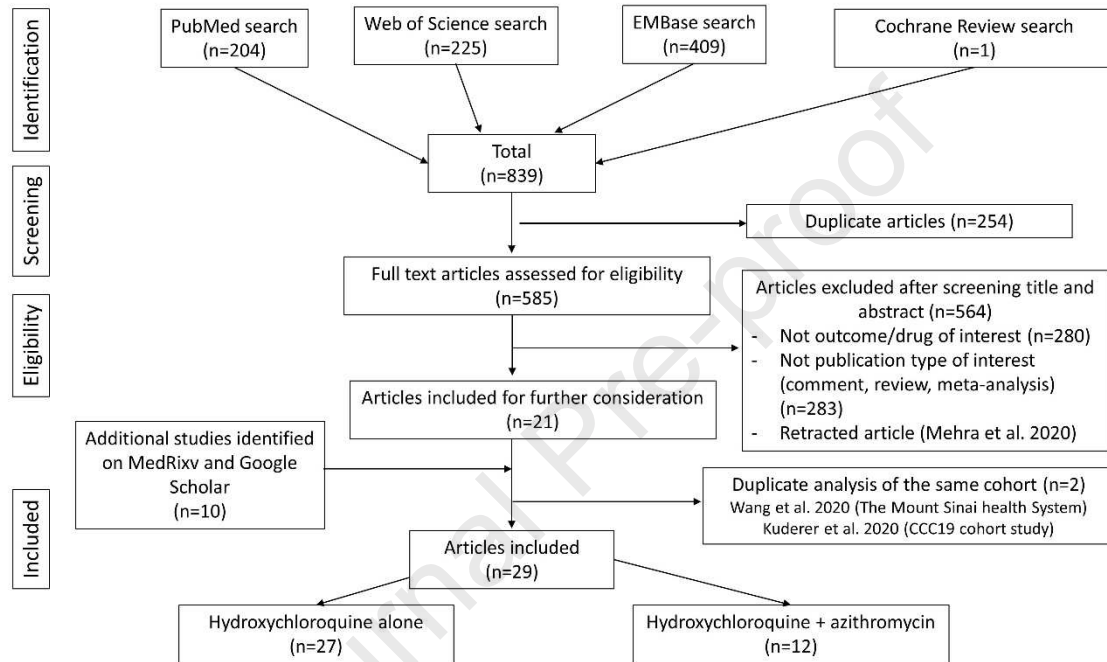 Identification
PubMed search
(n=204)
Web of Science search
(n=225)
EMBase search
(n=409)
Cochrane Review search
(n=1)
Total
(n=839)
Screening
Duplicate articles (n=254)
Full text articles assessed for eligibility
(n=585)
Eligibility
Articles excluded after screening title and
abstract (n=564)
- Not outcome/drug of interest (n=280)
- Not publication type of interest
(comment, review, meta-analysis)
(n=283)
- Retracted article (Mehra et al. 2020)
Articles included for further consideration
(n=21)
Additional studies identified
on MedRixv and Google
Scholar
(n=10)
Duplicate analysis of the same cohort (n=2)
Wang et al. 2020 (The Mount Sinai health System)
Kuderer et al. 2020 (CCC19 cohort study)
Included
Articles included
(n=29)
Hydroxychloroquine alone
(n=27)
Hydroxychloroquine + azithromycin
(n=12)
rnal Pre-proof